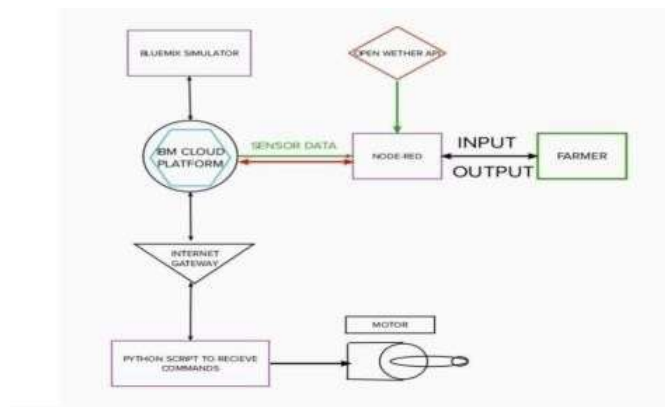 BLUEMIX SIMULATOR
OPEN WETHER API
IBM CLOUD
PLATFORM
SENSOR DATA
NODE-RED
INPUT
OUTPUT
FARMER
INTERNET
GATEWAY
MOTOR
PYTHON SCRIPT TO RECIEVE
COMMANDS